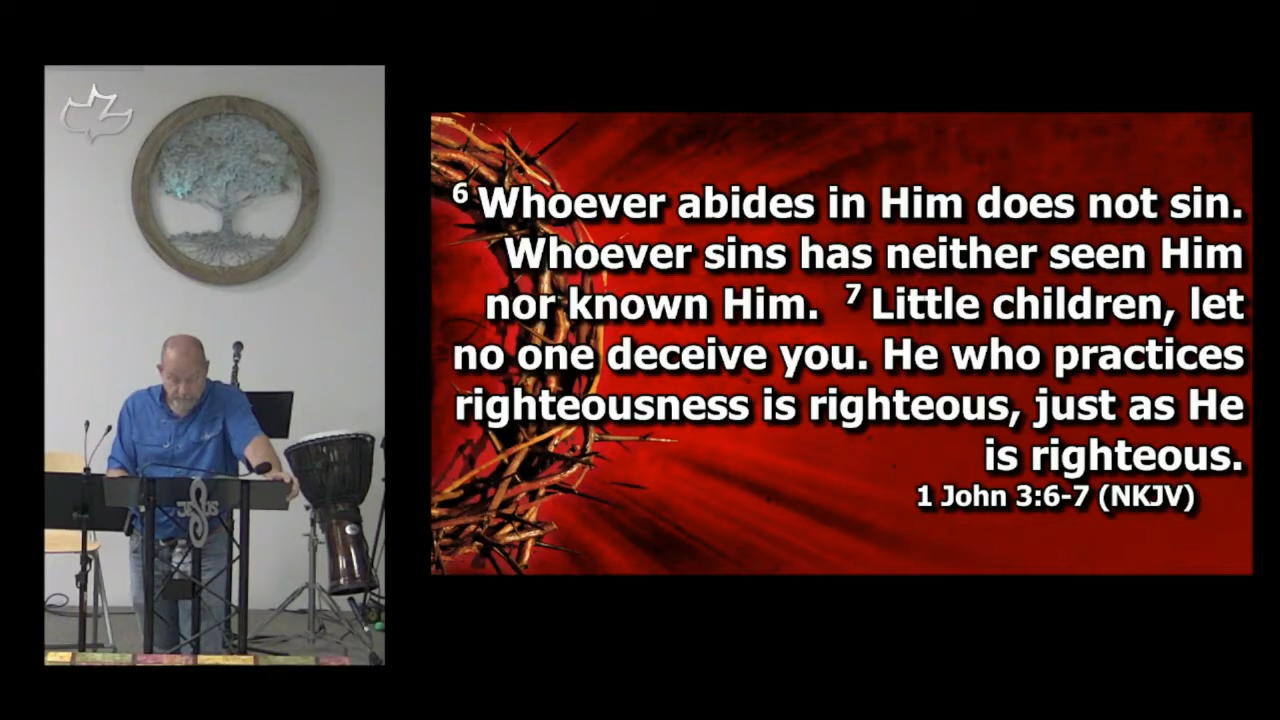 JESUS
⁶ Whoever abides in Him does not sin.
Whoever sins has neither seen Him
nor known Him. ⁷ Little children, let
no one deceive you. He who practices
righteousness is righteous, just as He
is righteous.
1 John 3:6-7 (NKJV)